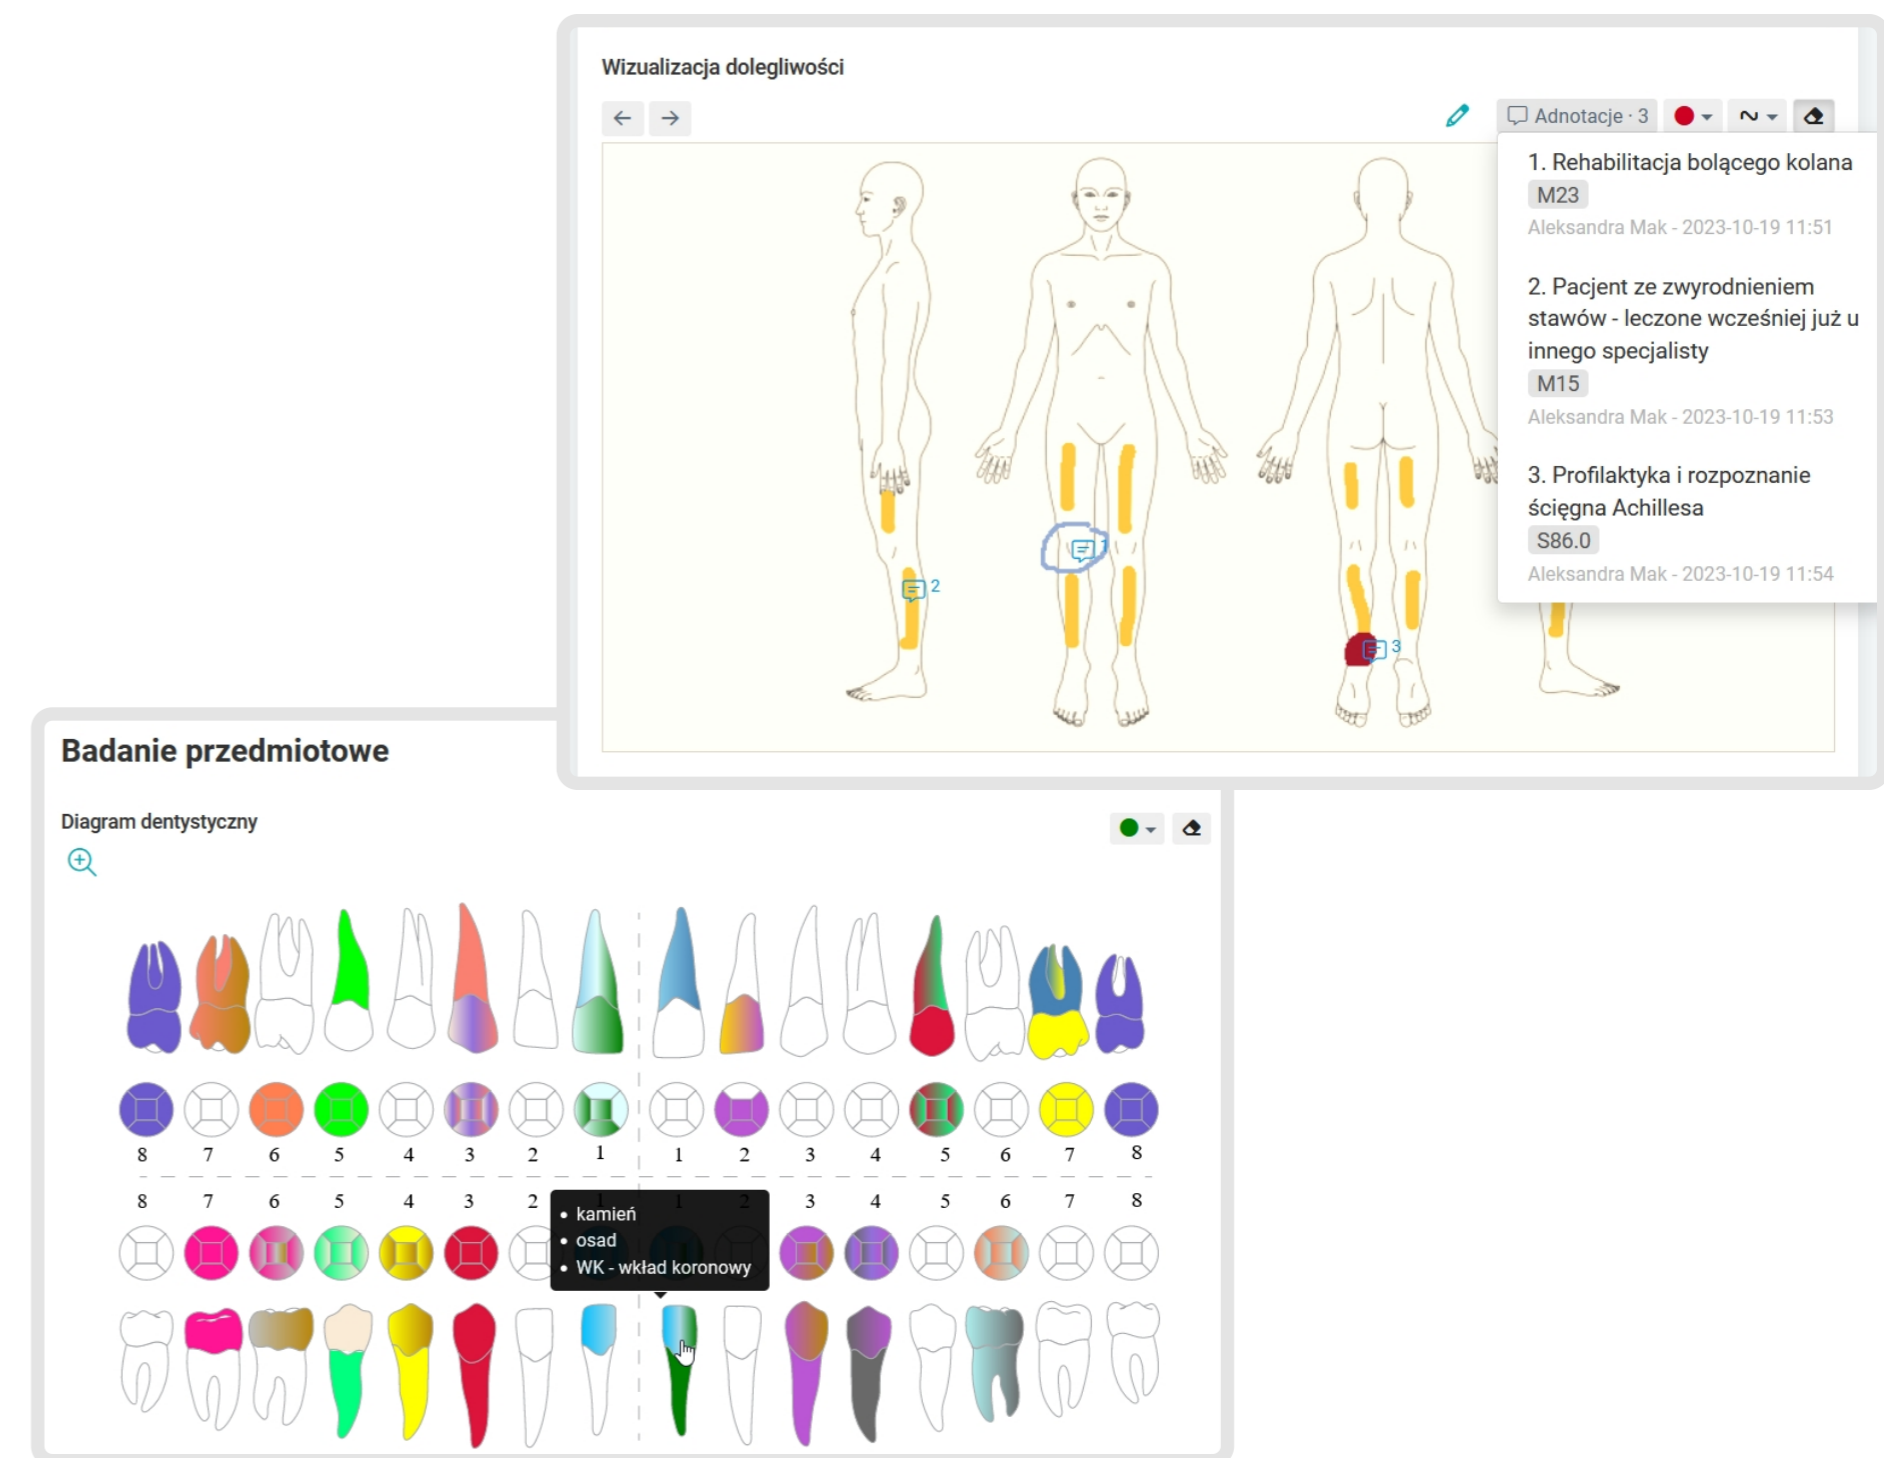 Wizualizacja dolegliwości
Adnotacje · 3
1. Rehabilitacja bolącego kolana
M23
Aleksandra Mak - 2023-10-19 11:51
2. Pacjent ze zwyrodnieniem
stawów - leczone wcześniej już u
innego specjalisty
M15
Aleksandra Mak - 2023-10-19 11:53
3. Profilaktyka i rozpoznanie
ścięgna Achillesa
S86.0
Aleksandra Mak - 2023-10-19 11:54
1
2
3
Badanie przedmiotowe
Diagram dentystyczny
8 7 6 5 4 3 2 1 1 2 3 4 5 6 7 8
8 7 6 5 4 3 2 1 1 2 3 4 5 6 7 8
• kamień
• osad
• WK - wkład koronowy